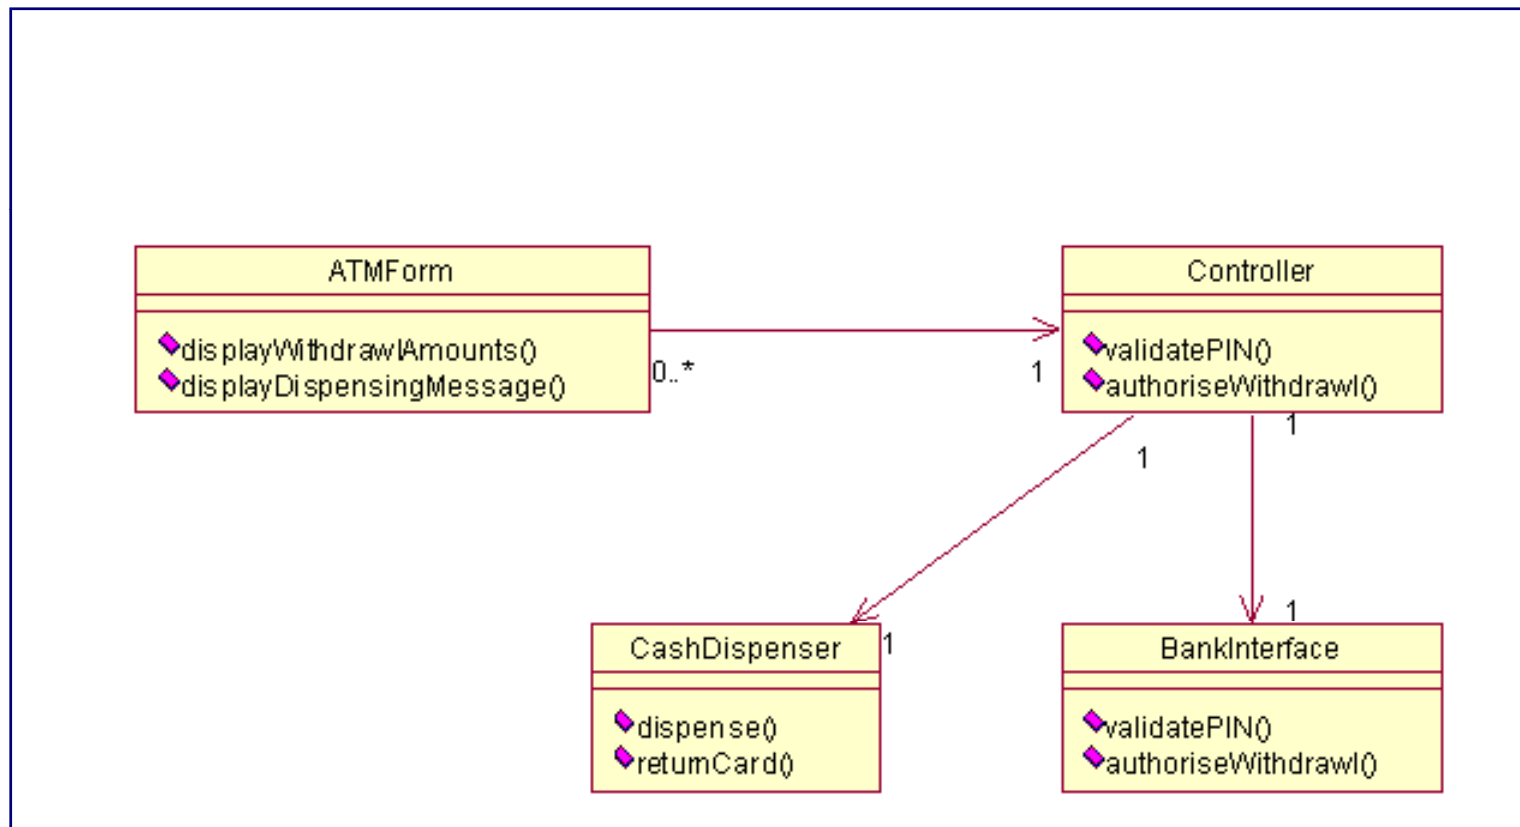 ATMForm
displayWithdrawlAmounts()
displayDispensingMessage()
0..*
1
Controller
validatePIN()
authoriseWithdrawl()
1
1
1
1
CashDispenser
dispense()
returnCard()
BankInterface
validatePIN()
authoriseWithdrawl()